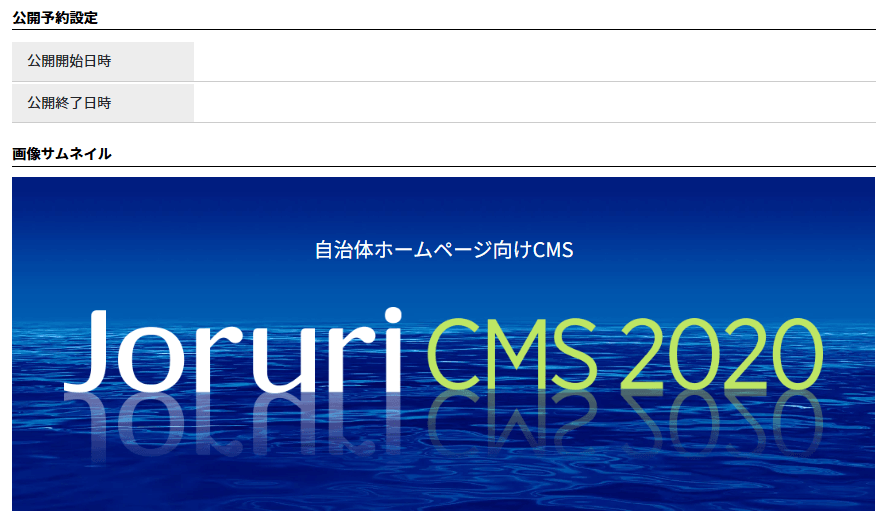 公開予約設定
公開開始日時
公開終了日時
画像サムネイル
自治体ホームページ向けCMS
Joruri CMS 2020